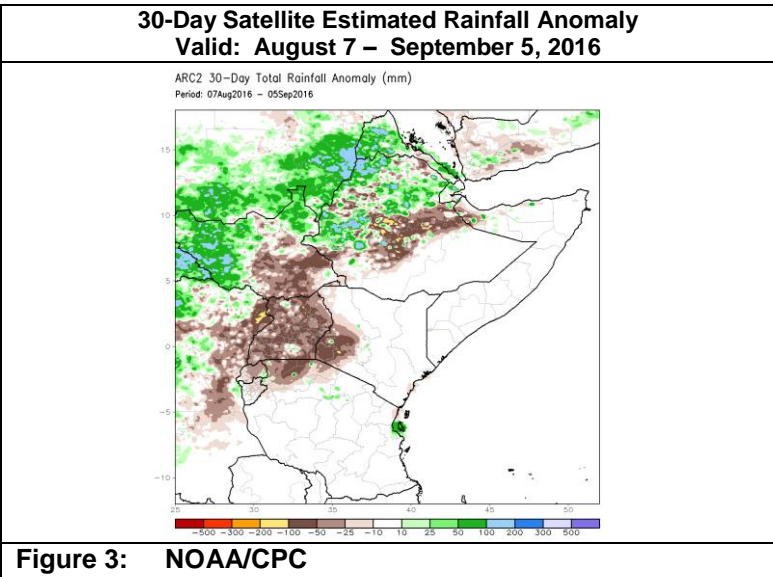 30-Day Satellite Estimated Rainfall Anomaly
Valid: August 7 – September 5, 2016
ARC2 30-Day Total Rainfall Anomaly (mm)
Period: 07Aug2016 – 05Sep2016
15
10
5
0
-5
-10
25 30 35 40 45 50
-500 -300 -200 -100 -50 -25 -10 10 25 50 100 200 300 500
Figure 3: NOAA/CPC